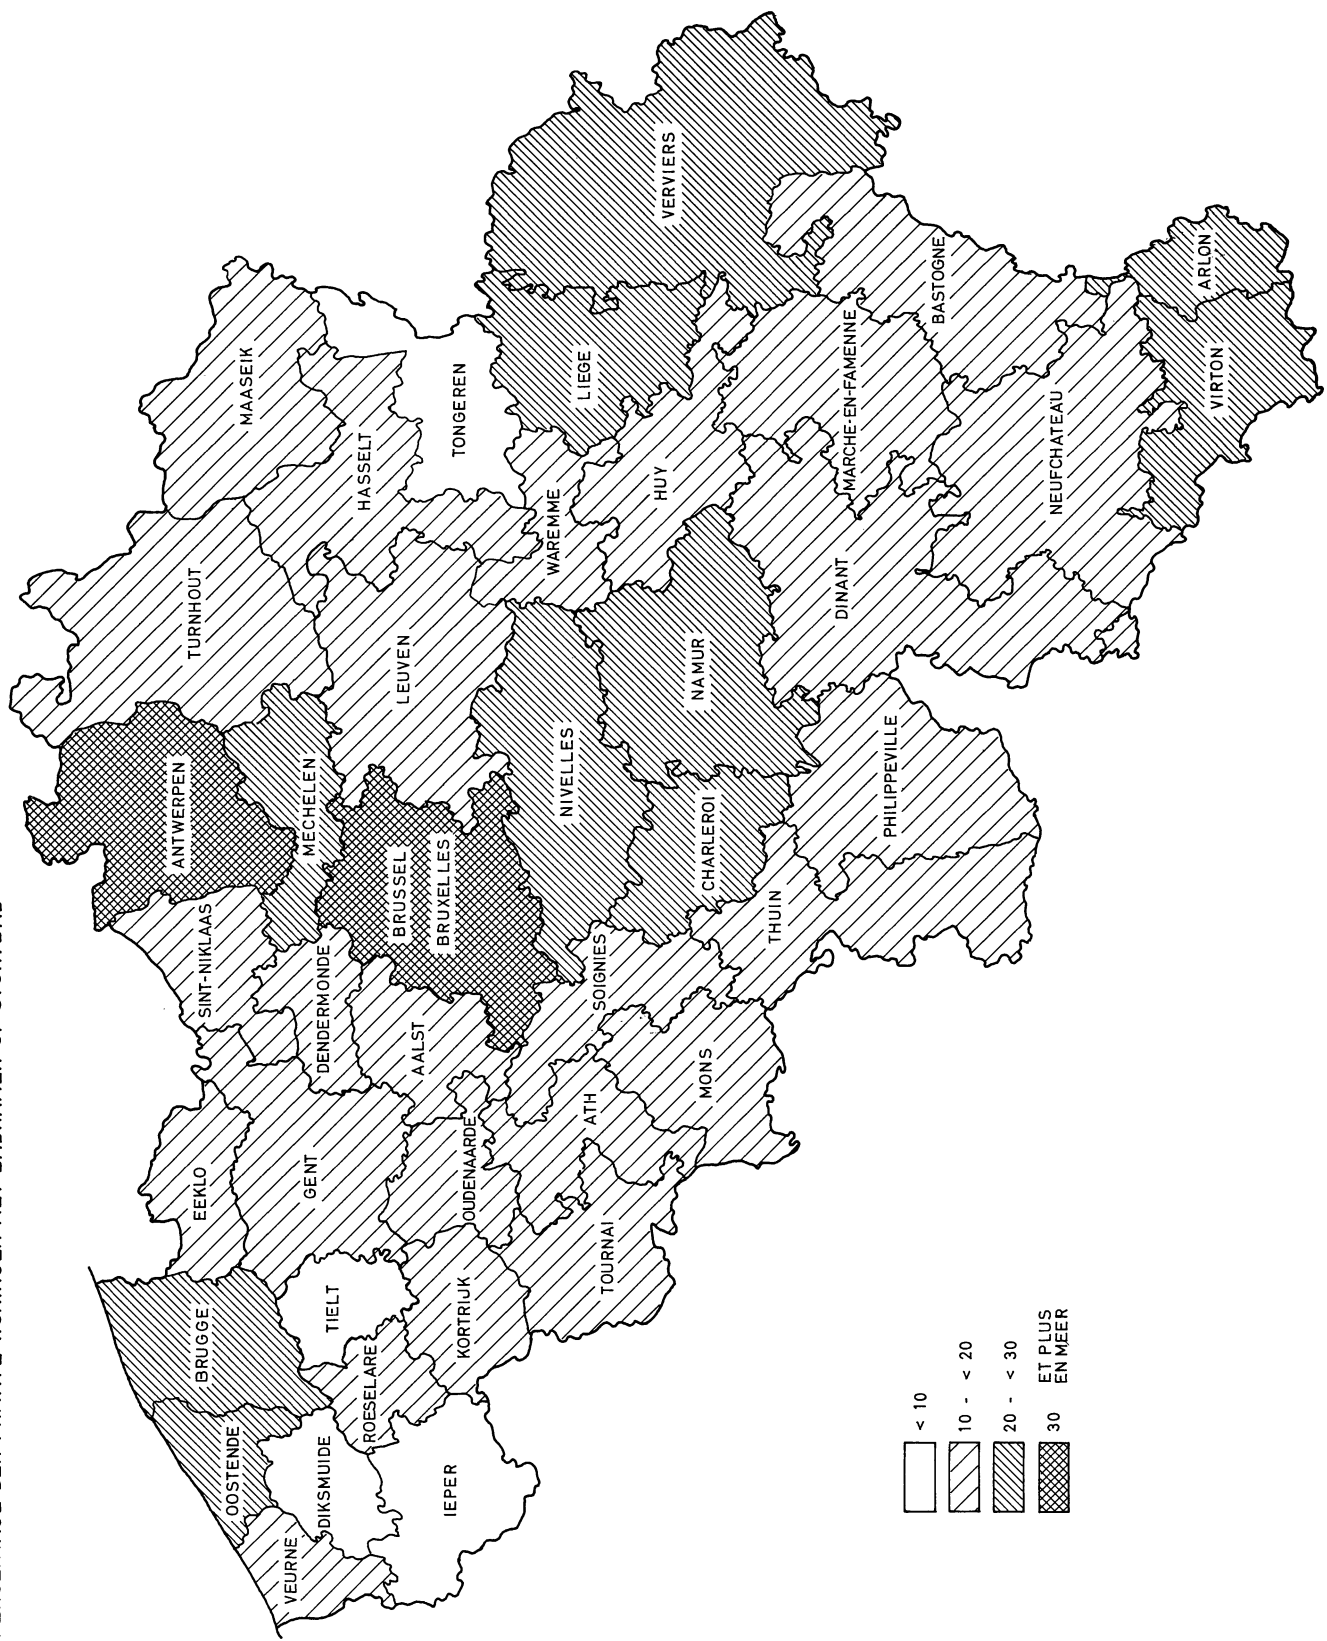 ANTWERPEN
TURNHOUT
MAASEIK
BRUGGE
EEKLO
SINT-NIKLAAS
MECHELEN
HASSELT
OOSTENDE
VEURNE
DIKSMUIDE
TIELT
GENT
DENDERMONDE
LEUVEN
TONGEREN
ROESELARE
AALST
BRUSSEL
BRUXELLES
IEPER
KORTRIJK
OUDENAARDE
WAREMME
LIEGE
VERVIERS
TOURNAI
ATH
SOIGNIES
NIVELLES
HUY
MONS
CHARLEROI
NAMUR
THUIN
DINANT
MARCHE-EN-FAMENNE
PHILIPPEVILLE
BASTOGNE
NEUFCHATEAU
VIRTON
ARLON
< 10
10 - < 20
20 - < 30
30 ET PLUS
EN MEER